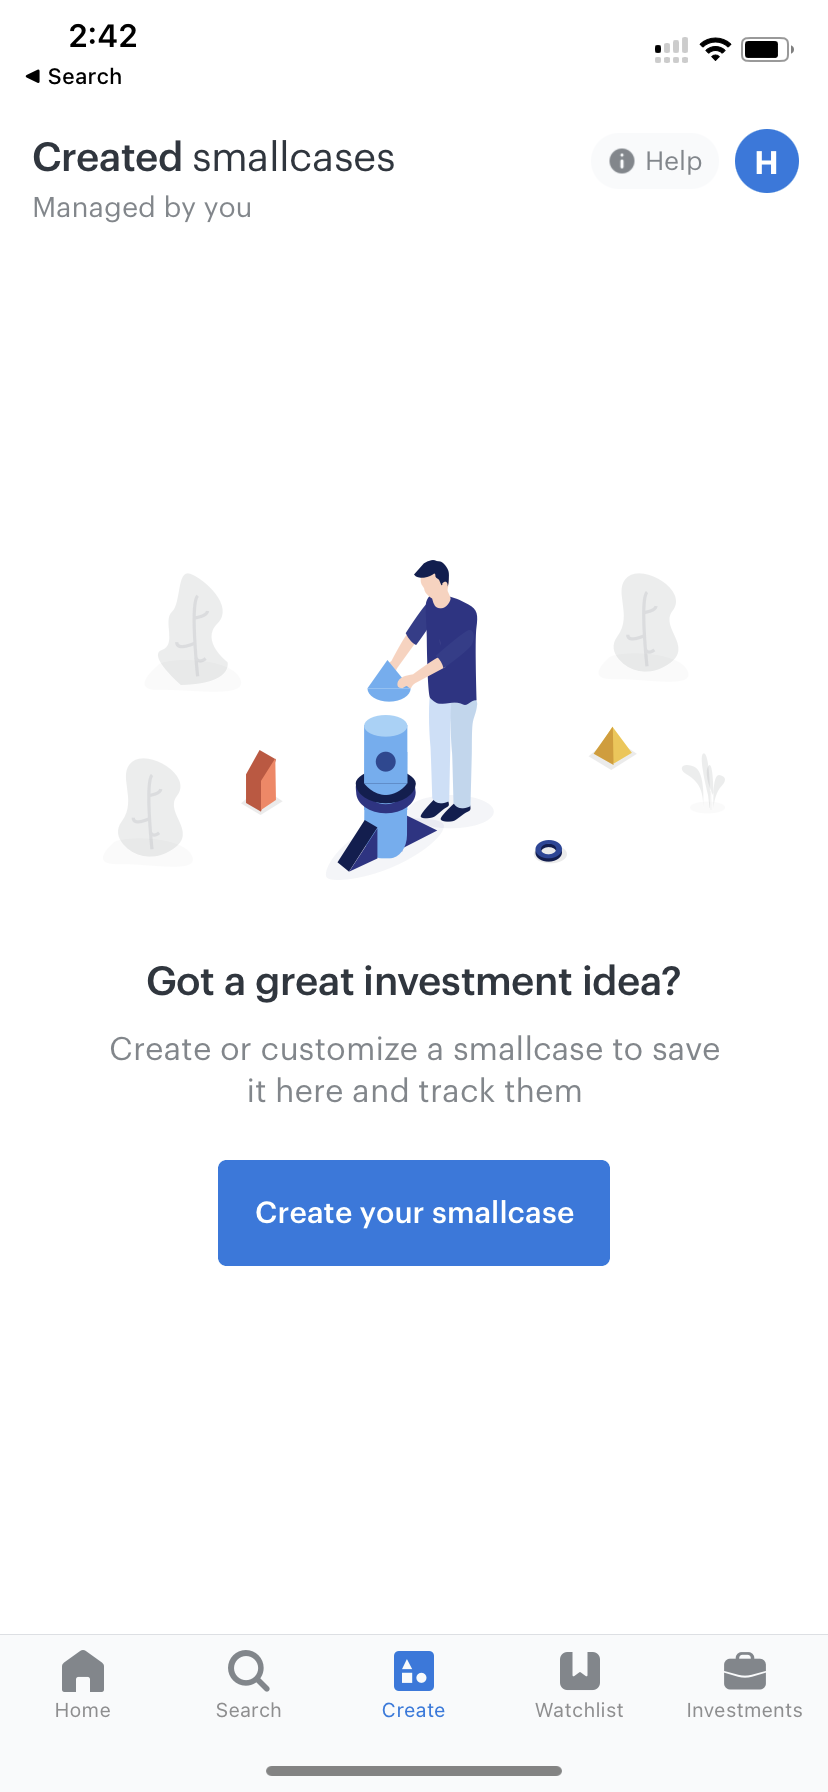 2:42
◀ Search
Created smallcases
Help
H
Managed by you
Got a great investment idea?
Create or customize a smallcase to save
it here and track them
Create your smallcase
Home
Search
Create
Watchlist
Investments